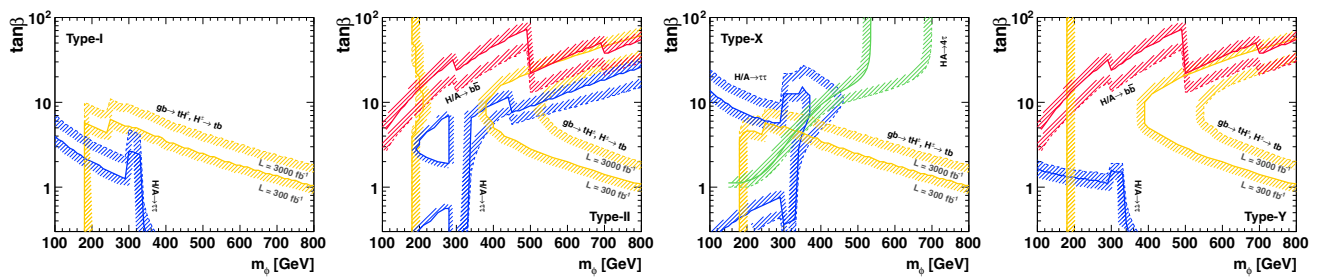 tanβ
10²
10
1
Type-I
gb→ tH±, H±→ tb
L = 3000 fb⁻¹
L = 300 fb⁻¹
H/A→ττ
100 200 300 400 500 600 700 800
mϕ [GeV]
tanβ
10²
10
1
H/A→ bb̄
gb→ tH±, H±→ tb
L = 3000 fb⁻¹
L = 300 fb⁻¹
H/A→ττ
Type-II
100 200 300 400 500 600 700 800
mϕ [GeV]
tanβ
10²
10
1
Type-X
H/A→ττ
HA→4τ
gb→ tH±, H±→ tb
L = 3000 fb⁻¹
L = 300 fb⁻¹
100 200 300 400 500 600 700 800
mϕ [GeV]
tanβ
10²
10
1
H/A→ bb̄
gb→ tH±, H±→ tb
L = 3000 fb⁻¹
L = 300 fb⁻¹
H/A→ττ
Type-Y
100 200 300 400 500 600 700 800
mϕ [GeV]